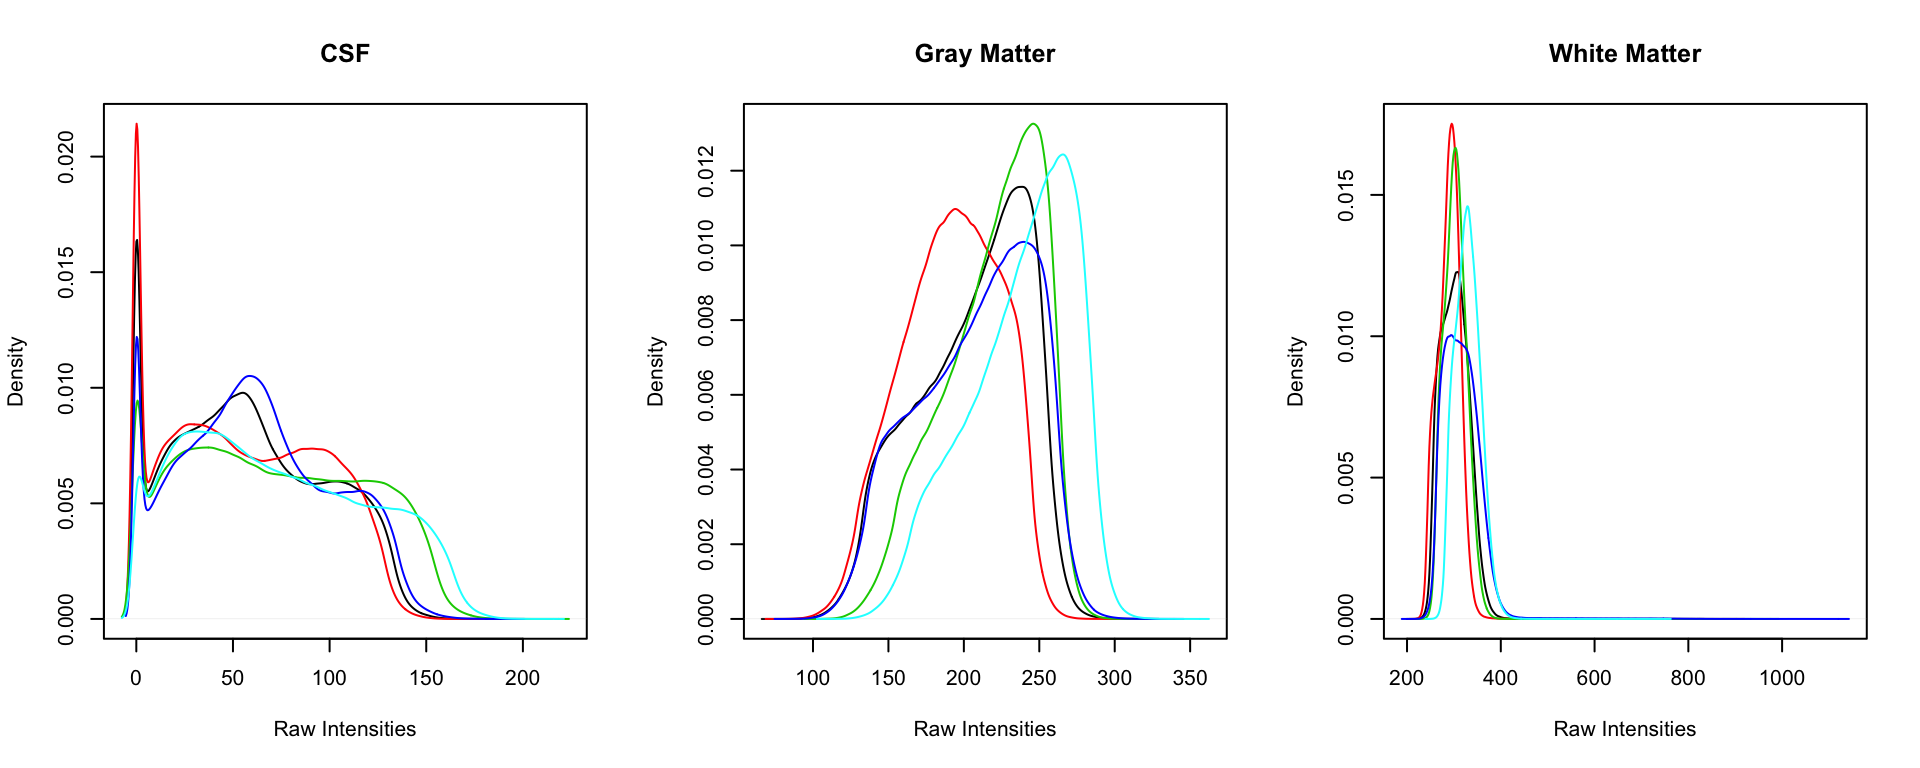 CSF
Density
0.000 0.005 0.010 0.015 0.020
0 50 100 150 200
Raw Intensities
Gray Matter
Density
0.000 0.002 0.004 0.006 0.008 0.010 0.012
100 150 200 250 300 350
Raw Intensities
White Matter
Density
0.000 0.005 0.010 0.015
200 400 600 800 1000
Raw Intensities